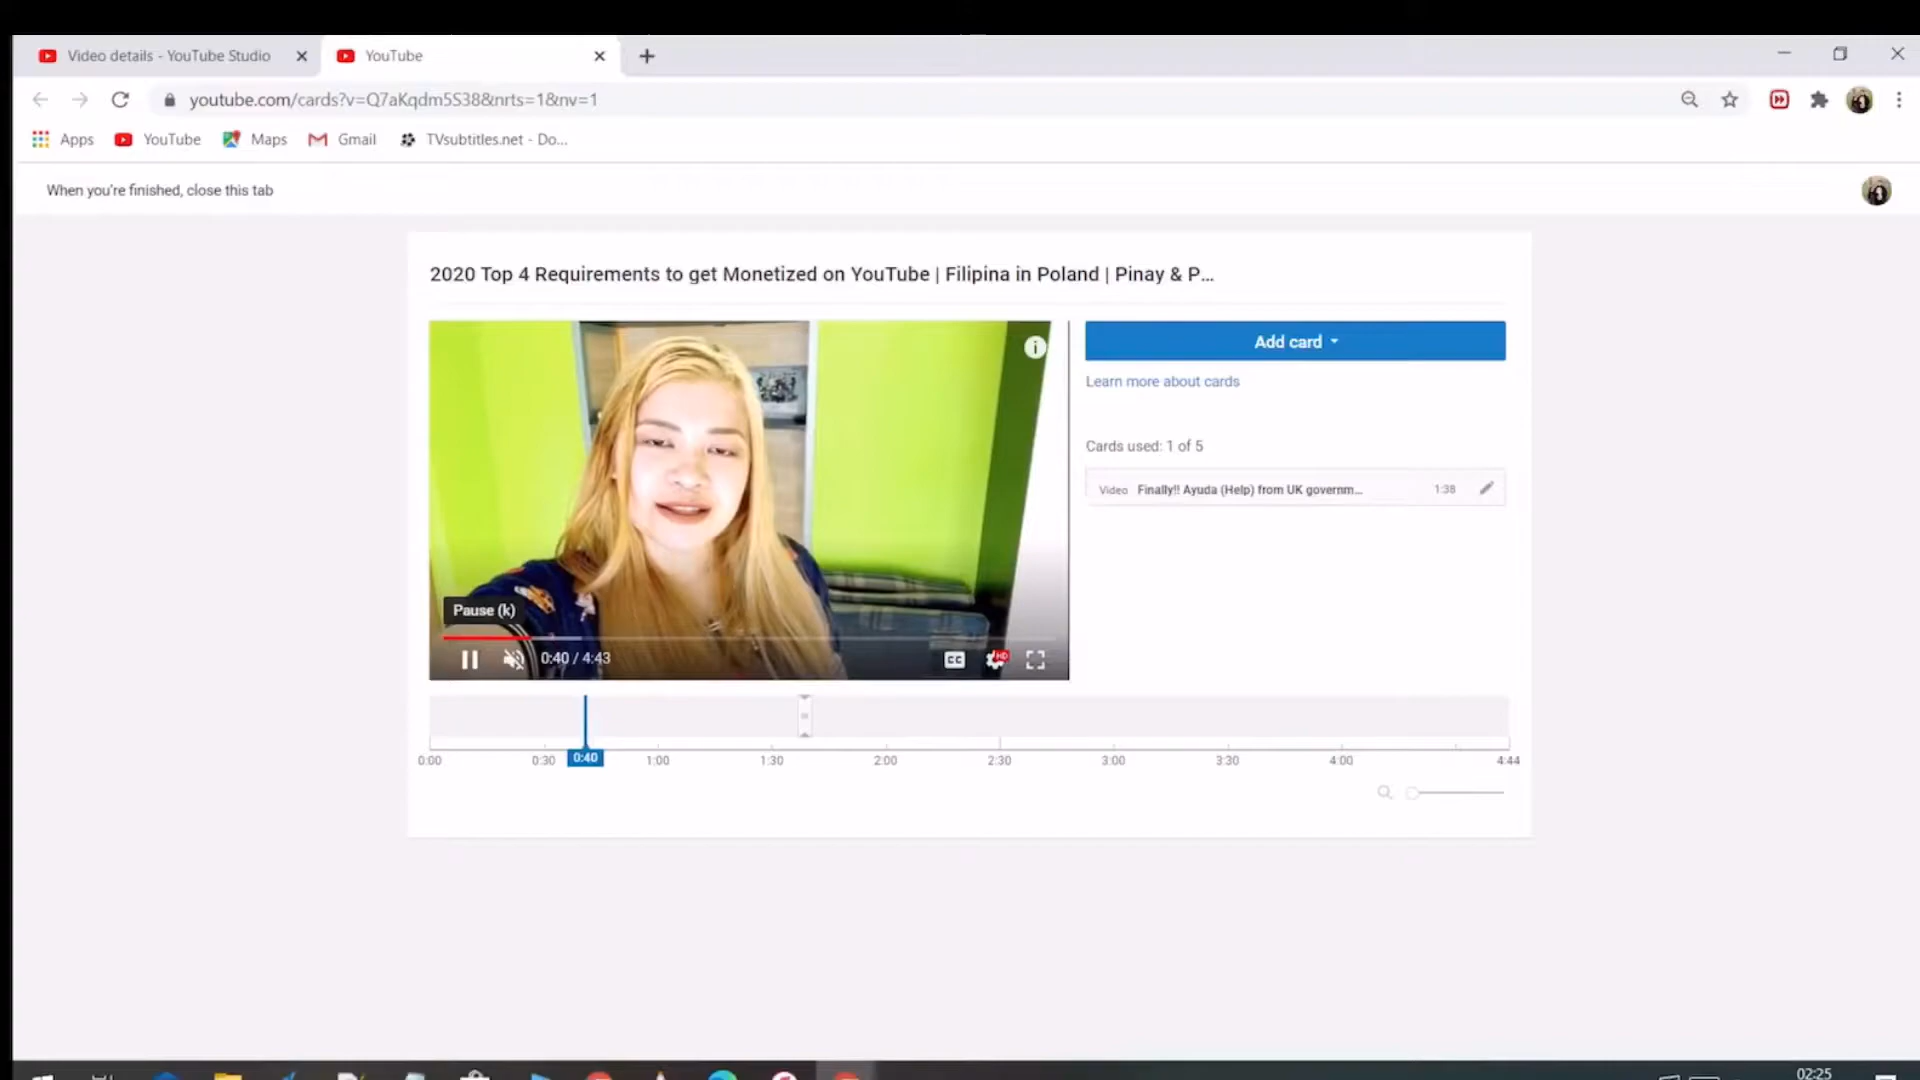 Video details - YouTube Studio
YouTube
youtube.com/cards?v=Q7aKqdm5S38&nrts=1&nv=1
Apps
YouTube
Maps
Gmail
TVsubtitles.net - Do...
When you're finished, close this tab
2020 Top 4 Requirements to get Monetized on YouTube | Filipina in Poland | Pinay & P...
Add card
Learn more about cards
Cards used: 1 of 5
Video Finally!! Ayuda (Help) from UK governm... 1:38
Pause (k)
0:40 / 4:43
CC
HD
0:00 0:30 0:40 1:00 1:30 2:00 2:30 3:00 3:30 4:00 4:44
02:25